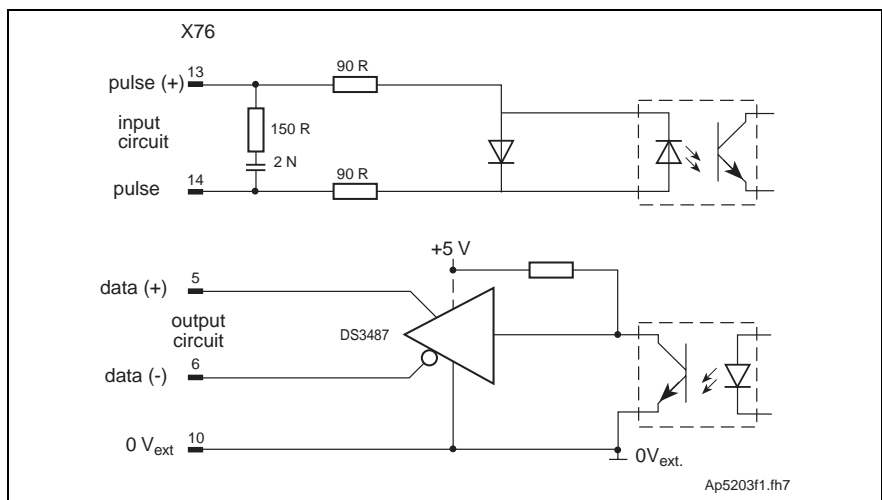 X76
pulse (+) 13
90 R
input
circuit
150 R
2 N
pulse 14
90 R
+5 V
data (+) 5
output
circuit
DS3487
data (-) 6
0 Vext 10
0Vext.
Ap5203f1.fh7